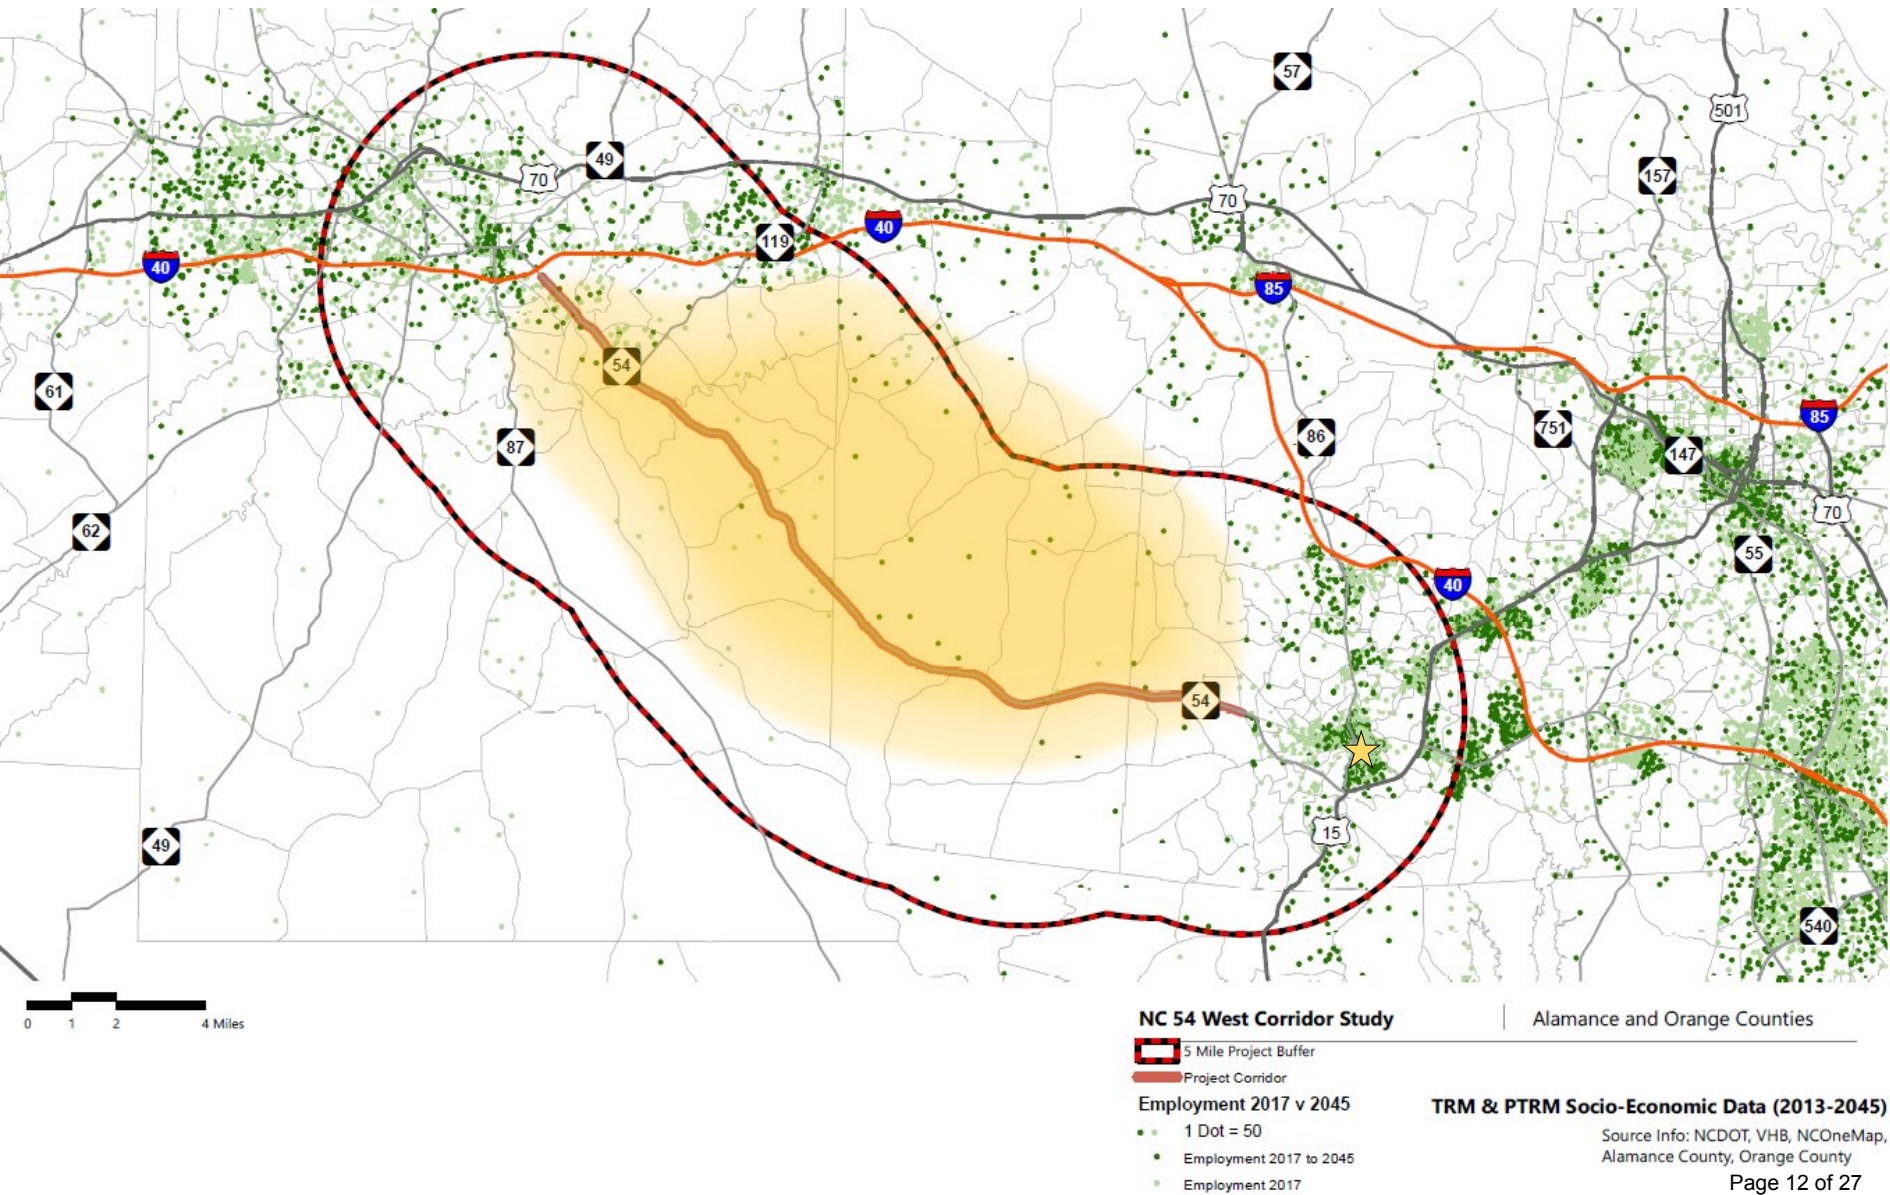 57
501
49
70
157
70
119
40
40
85
54
61
85
86
751
87
147
62
70
55
40
54
15
49
540
0 1 2 4 Miles
NC 54 West Corridor Study | Alamance and Orange Counties
5 Mile Project Buffer
Project Corridor
Employment 2017 v 2045
1 Dot = 50
Employment 2017 to 2045
Employment 2017
TRM & PTRM Socio-Economic Data (2013-2045)
Source Info: NCDOT, VHB, NCOneMap,
Alamance County, Orange County
Page 12 of 27